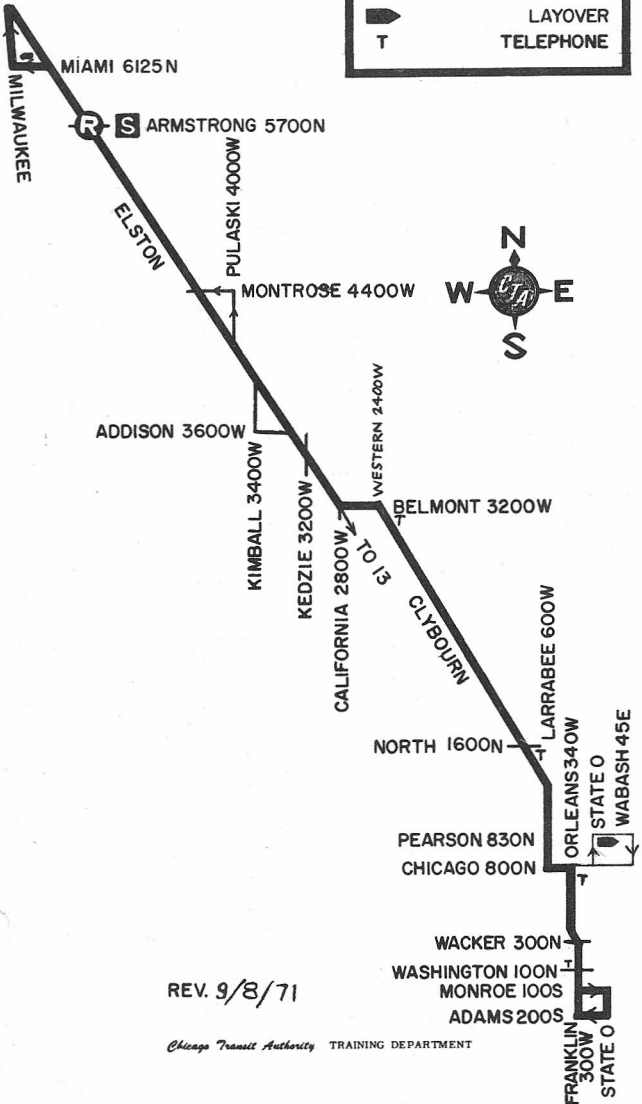 LAYOVER
T TELEPHONE
MIAMI 6125N
MILWAUKEE
R S ARMSTRONG 5700N
ELSTON
PULASKI 4000W
MONTROSE 4400W
N
W CTA E
S
ADDISON 3600W
KIMBALL 3400W
KEDZIE 3200W
WESTERN 2400W
BELMONT 3200W
T
TO 13
CALIFORNIA 2800W
CLYBOURN
LARRABEE 600W
NORTH 1600N
T
ORLEANS 340W
STATE 0
WABASH 45E
PEARSON 830N
CHICAGO 800N
T
WACKER 300N
T
WASHINGTON 100N
MONROE 100S
ADAMS 200S
FRANKLIN
300W
STATE 0
REV. 9/8/71
Chicago Transit Authority TRAINING DEPARTMENT